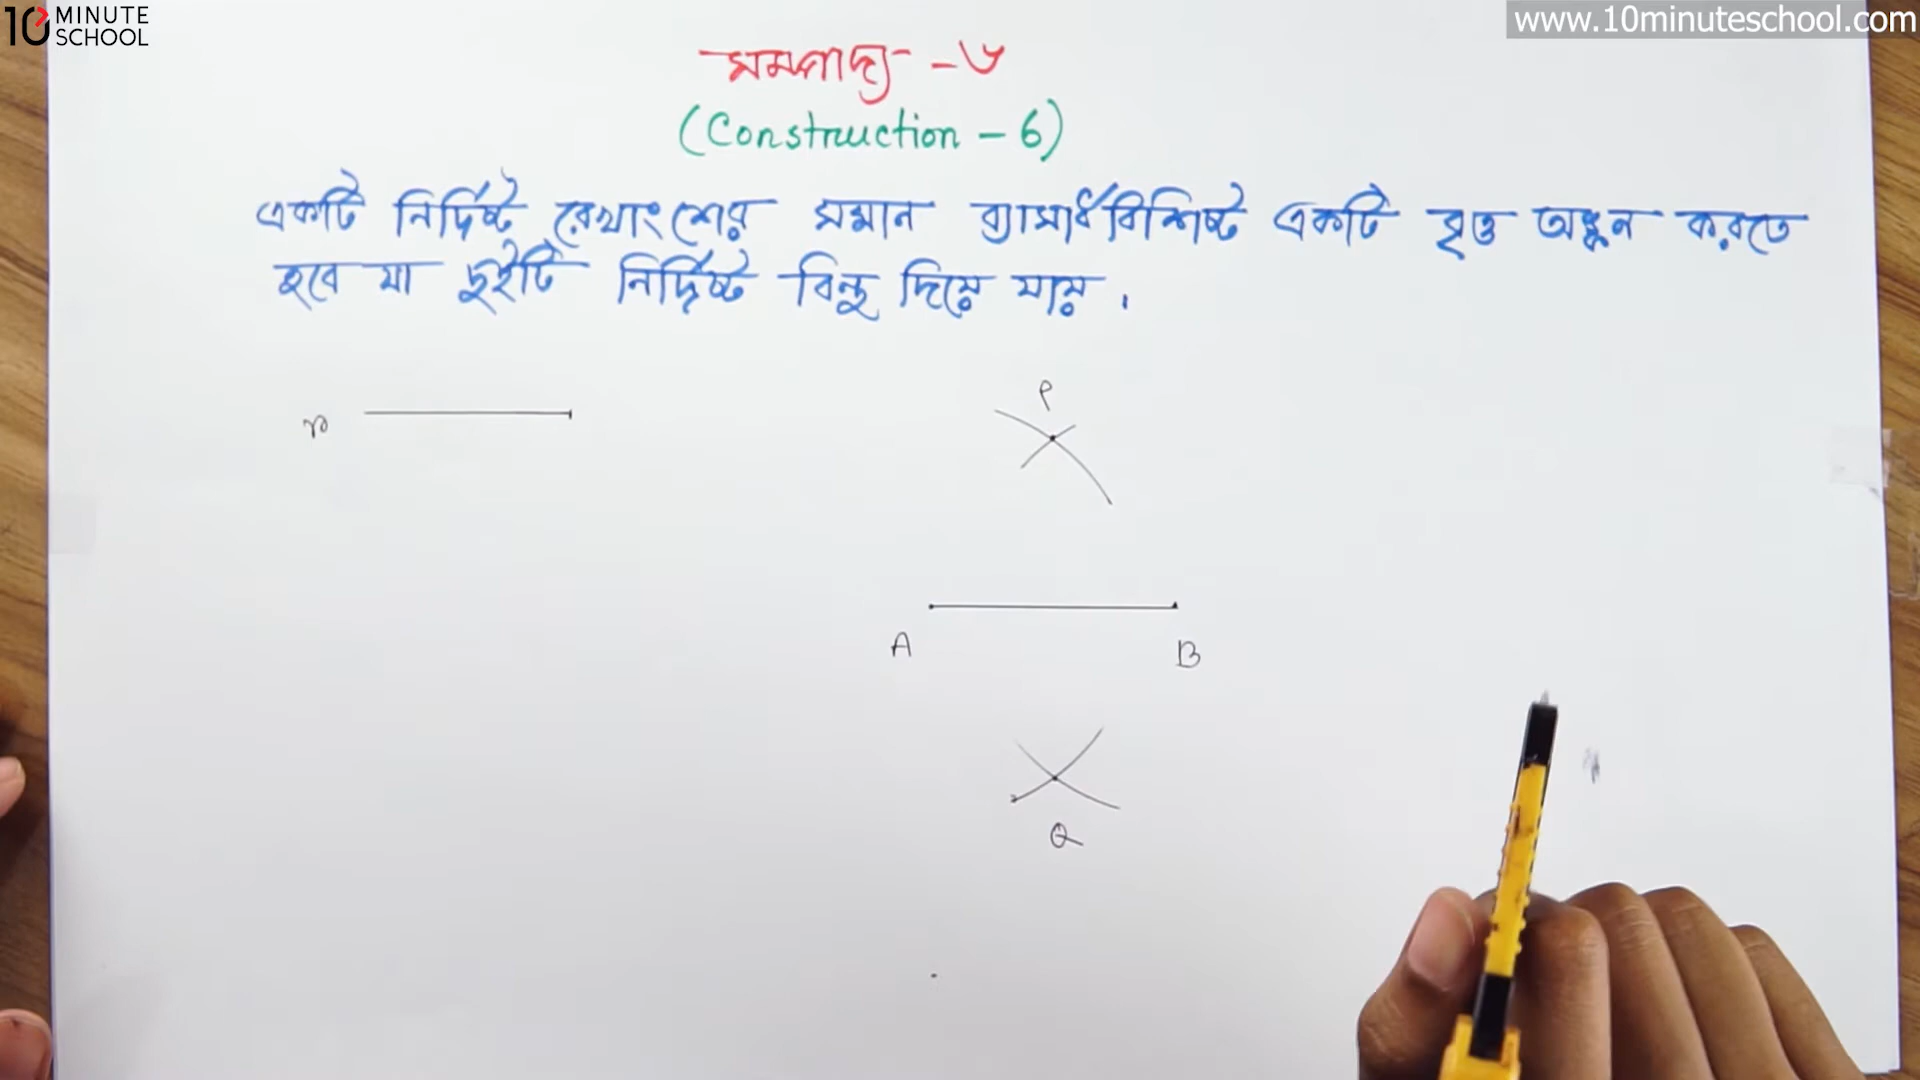 10 MINUTE SCHOOL
www.10minuteschool.com
সম্পাদ্য - ৬
(Construction - 6)
একটি নির্দিষ্ট রেখাংশের সমান ব্যাসার্ধবিশিষ্ট একটি বৃত্ত অঙ্কন করতে
হবে যা দুইটি নির্দিষ্ট বিন্দু দিয়ে যায়।
P
r
A B
Q